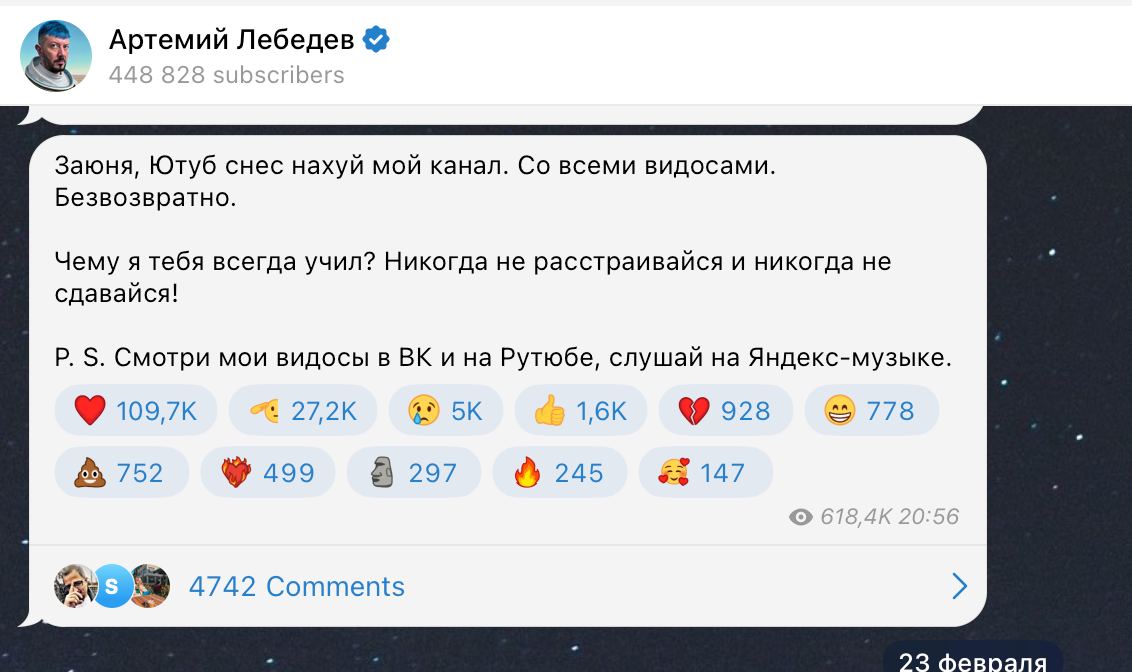 Артемий Лебедев
448 828 subscribers
Заюня, Ютуб снес нахуй мой канал. Со всеми видосами.
Безвозвратно.
Чему я тебя всегда учил? Никогда не расстраивайся и никогда не
сдавайся!
P. S. Смотри мои видосы в ВК и на Рутюбе, слушай на Яндекс-музыке.
109,7K 27,2K 5K 1,6K 928 778
752 499 297 245 147
618,4K 20:56
S 4742 Comments
23 февраля